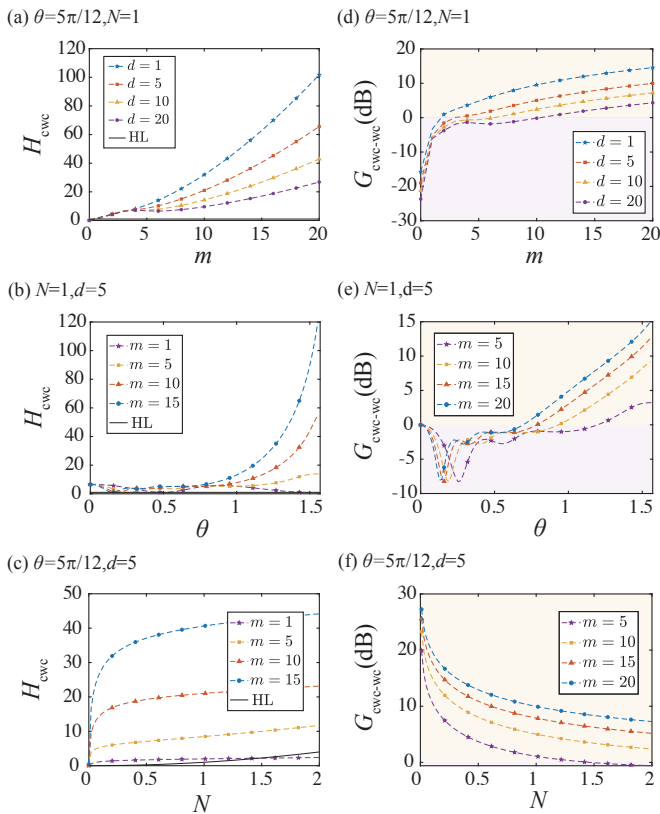 (a) θ=5π/12,N=1
120
100
80
60
40
20
0
H_cwc
d = 1
d = 5
d = 10
d = 20
HL
0 5 10 15 20
m
(d) θ=5π/12,N=1
20
10
0
-10
-20
-30
G_cwc-wc(dB)
d = 1
d = 5
d = 10
d = 20
0 5 10 15 20
m
(b) N=1,d=5
120
100
80
60
40
20
0
H_cwc
m = 1
m = 5
m = 10
m = 15
HL
0 0.5 1 1.5
θ
(e) N=1,d=5
15
10
5
0
-5
-10
G_cwc-wc(dB)
m = 5
m = 10
m = 15
m = 20
0 0.5 1.0 1.5
θ
(c) θ=5π/12,d=5
50
40
30
20
10
0
H_cwc
m = 1
m = 5
m = 10
m = 15
HL
0 0.5 1 1.5 2
N
(f) θ=5π/12,d=5
30
20
10
0
G_cwc-wc(dB)
m = 5
m = 10
m = 15
m = 20
0 0.5 1 1.5 2
N